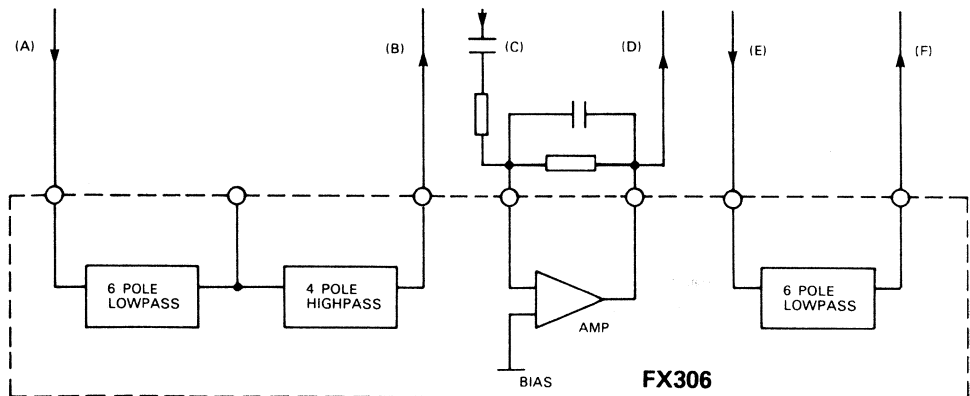 (A)
(B)
(C)
(D)
(E)
(F)
6 POLE
LOWPASS
4 POLE
HIGHPASS
AMP
BIAS
6 POLE
LOWPASS
FX306